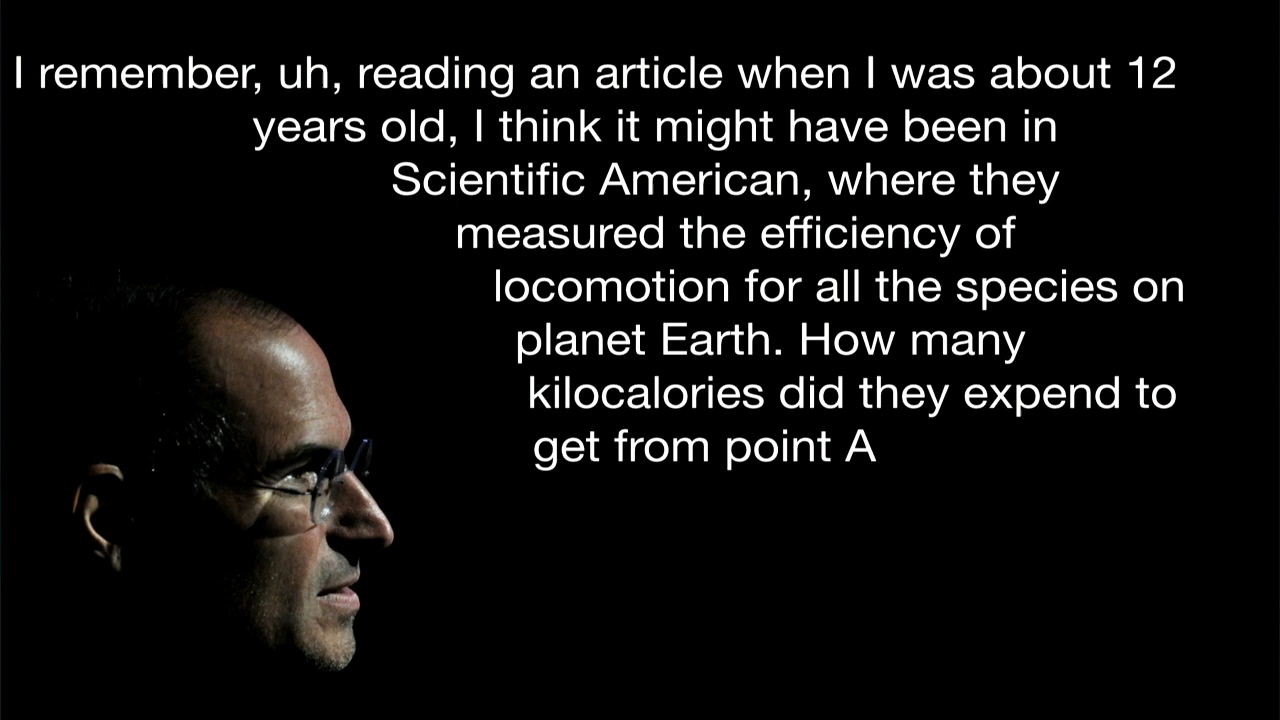 I remember, uh, reading an article when I was about 12
years old, I think it might have been in
Scientific American, where they
measured the efficiency of
locomotion for all the species on
planet Earth. How many
kilocalories did they expend to
get from point A